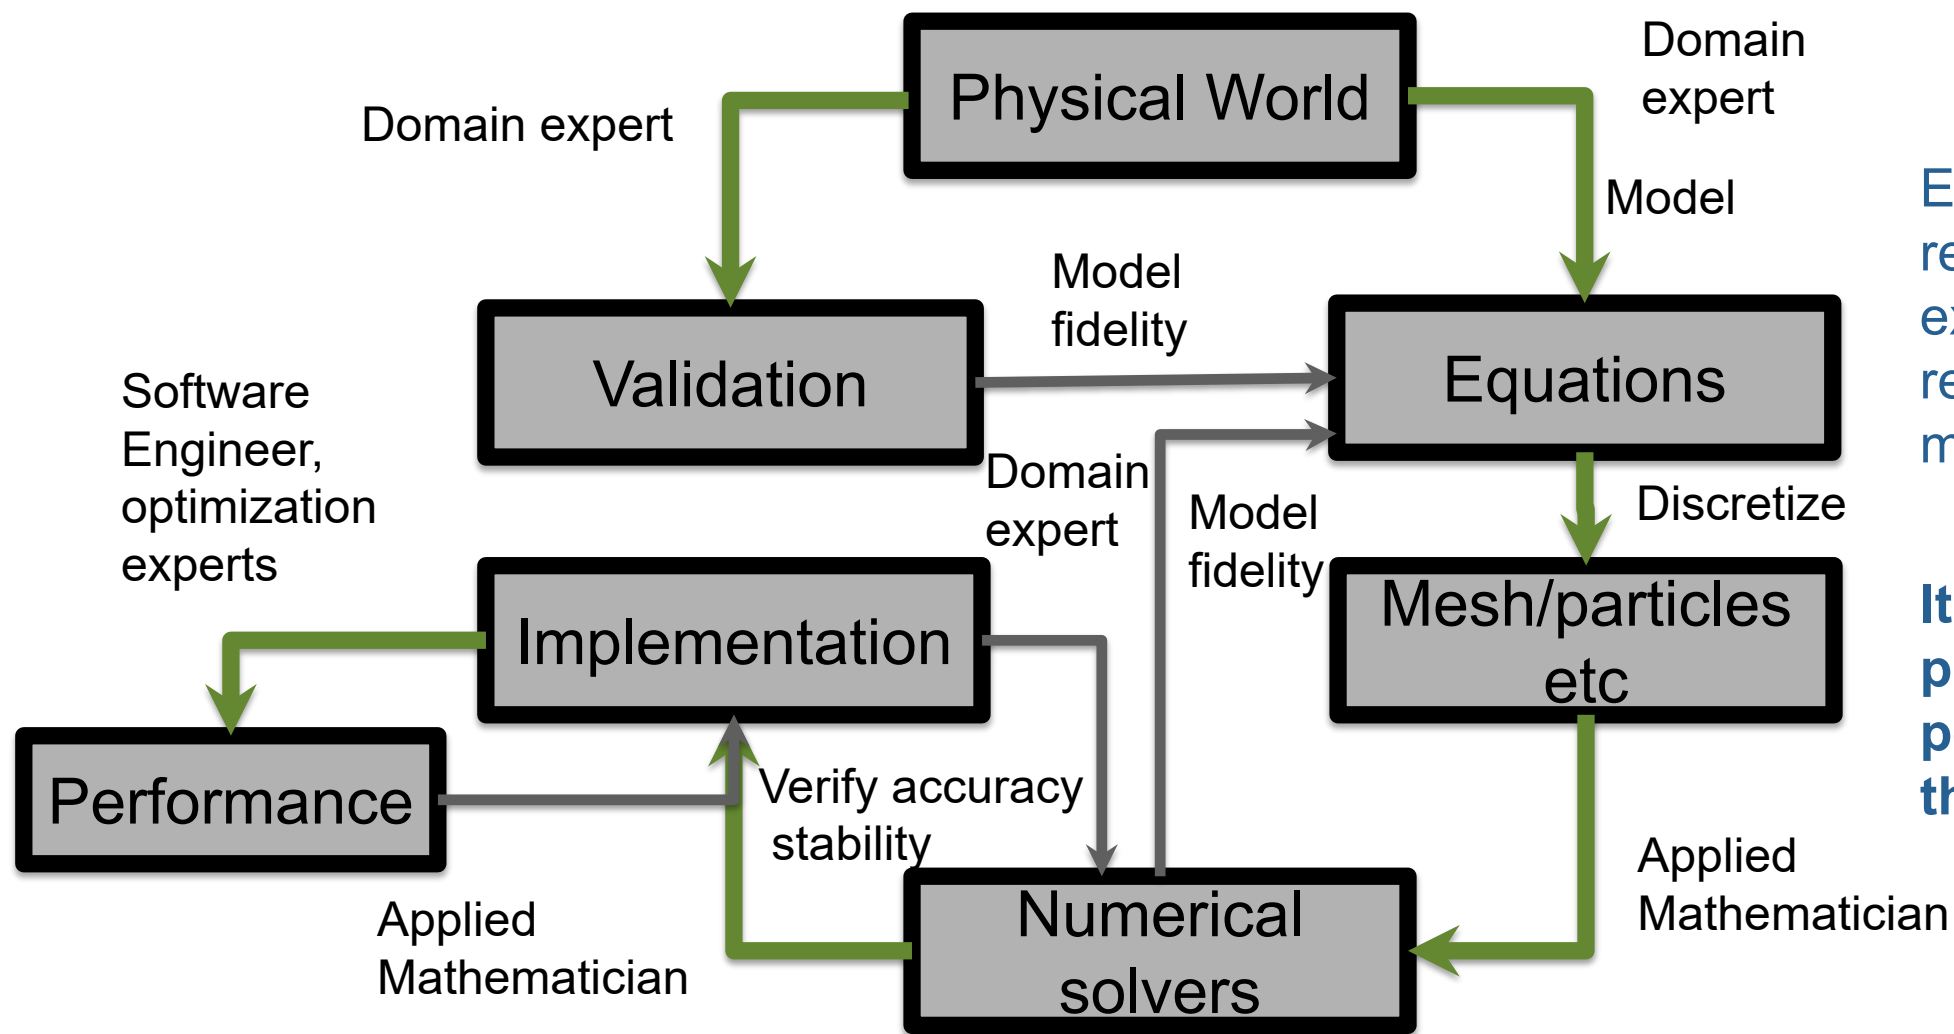 Physical World
Domain
expert
Domain expert
Model
Model
fidelity
Validation
Equations
Software
Engineer,
optimization
experts
Domain
expert
Model
fidelity
Discretize
Implementation
Mesh/particles
etc
Performance
Verify accuracy
stability
Applied
Mathematician
Numerical
solvers
Applied
Mathematician